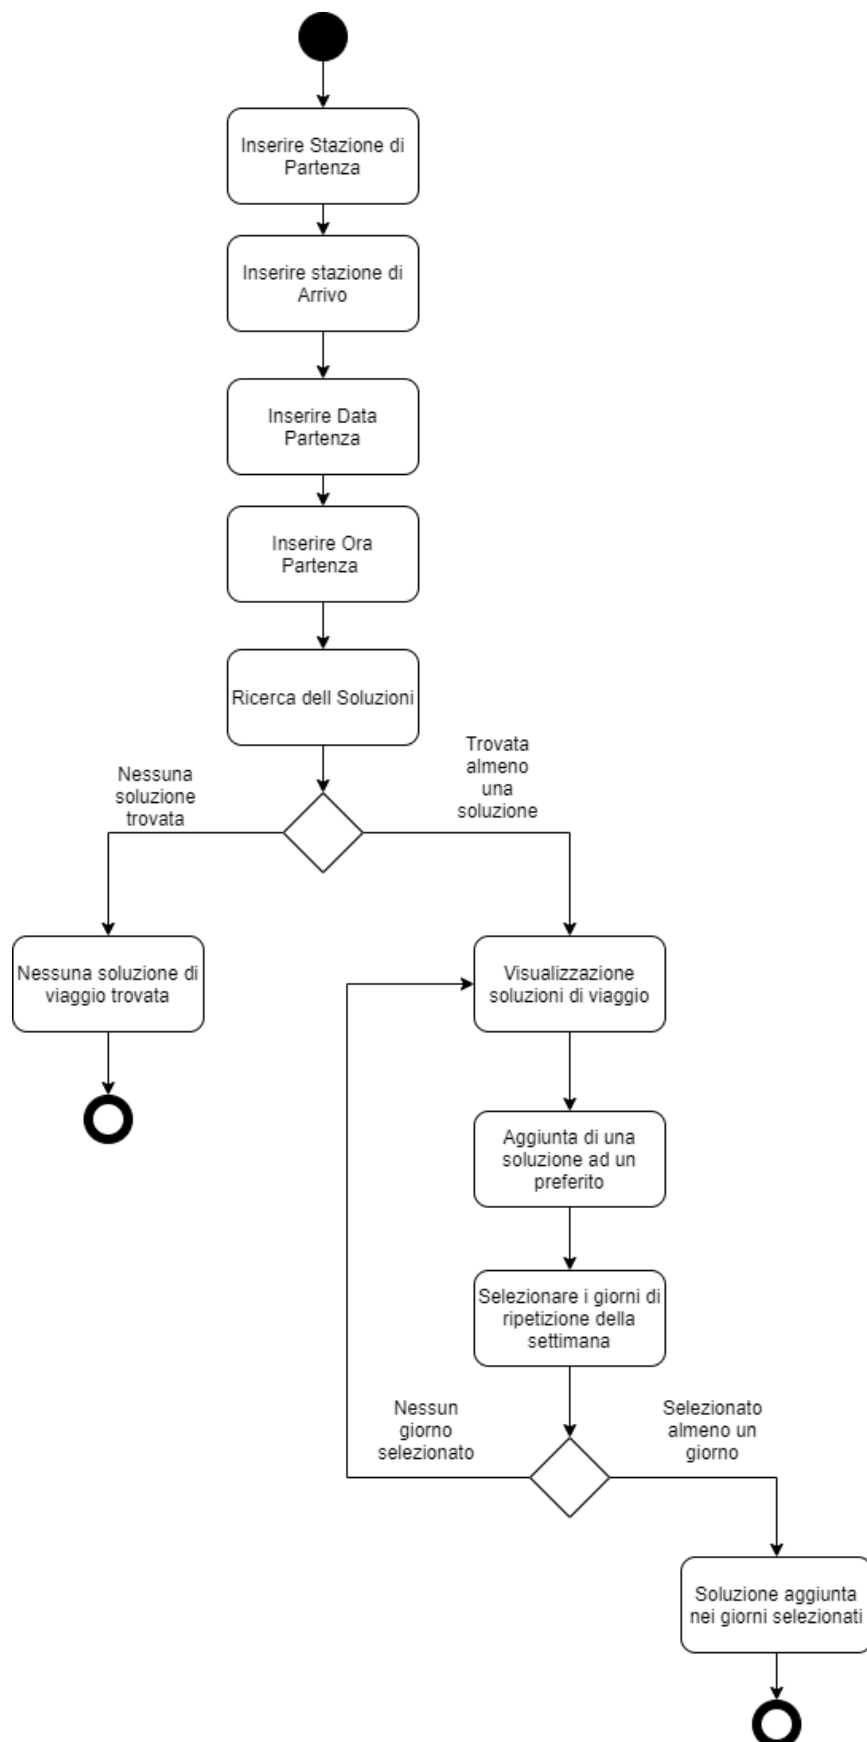 Inserire Stazione di
Partenza
Inserire stazione di
Arrivo
Inserire Data
Partenza
Inserire Ora
Partenza
Ricerca dell Soluzioni
Nessuna
soluzione
trovata
Trovata
almeno
una
soluzione
Nessuna soluzione di
viaggio trovata
Visualizzazione
soluzioni di viaggio
Aggiunta di una
soluzione ad un
preferito
Selezionare i giorni di
ripetizione della
settimana
Nessun
giorno
selezionato
Selezionato
almeno un
giorno
Soluzione aggiunta
nei giorni selezionati